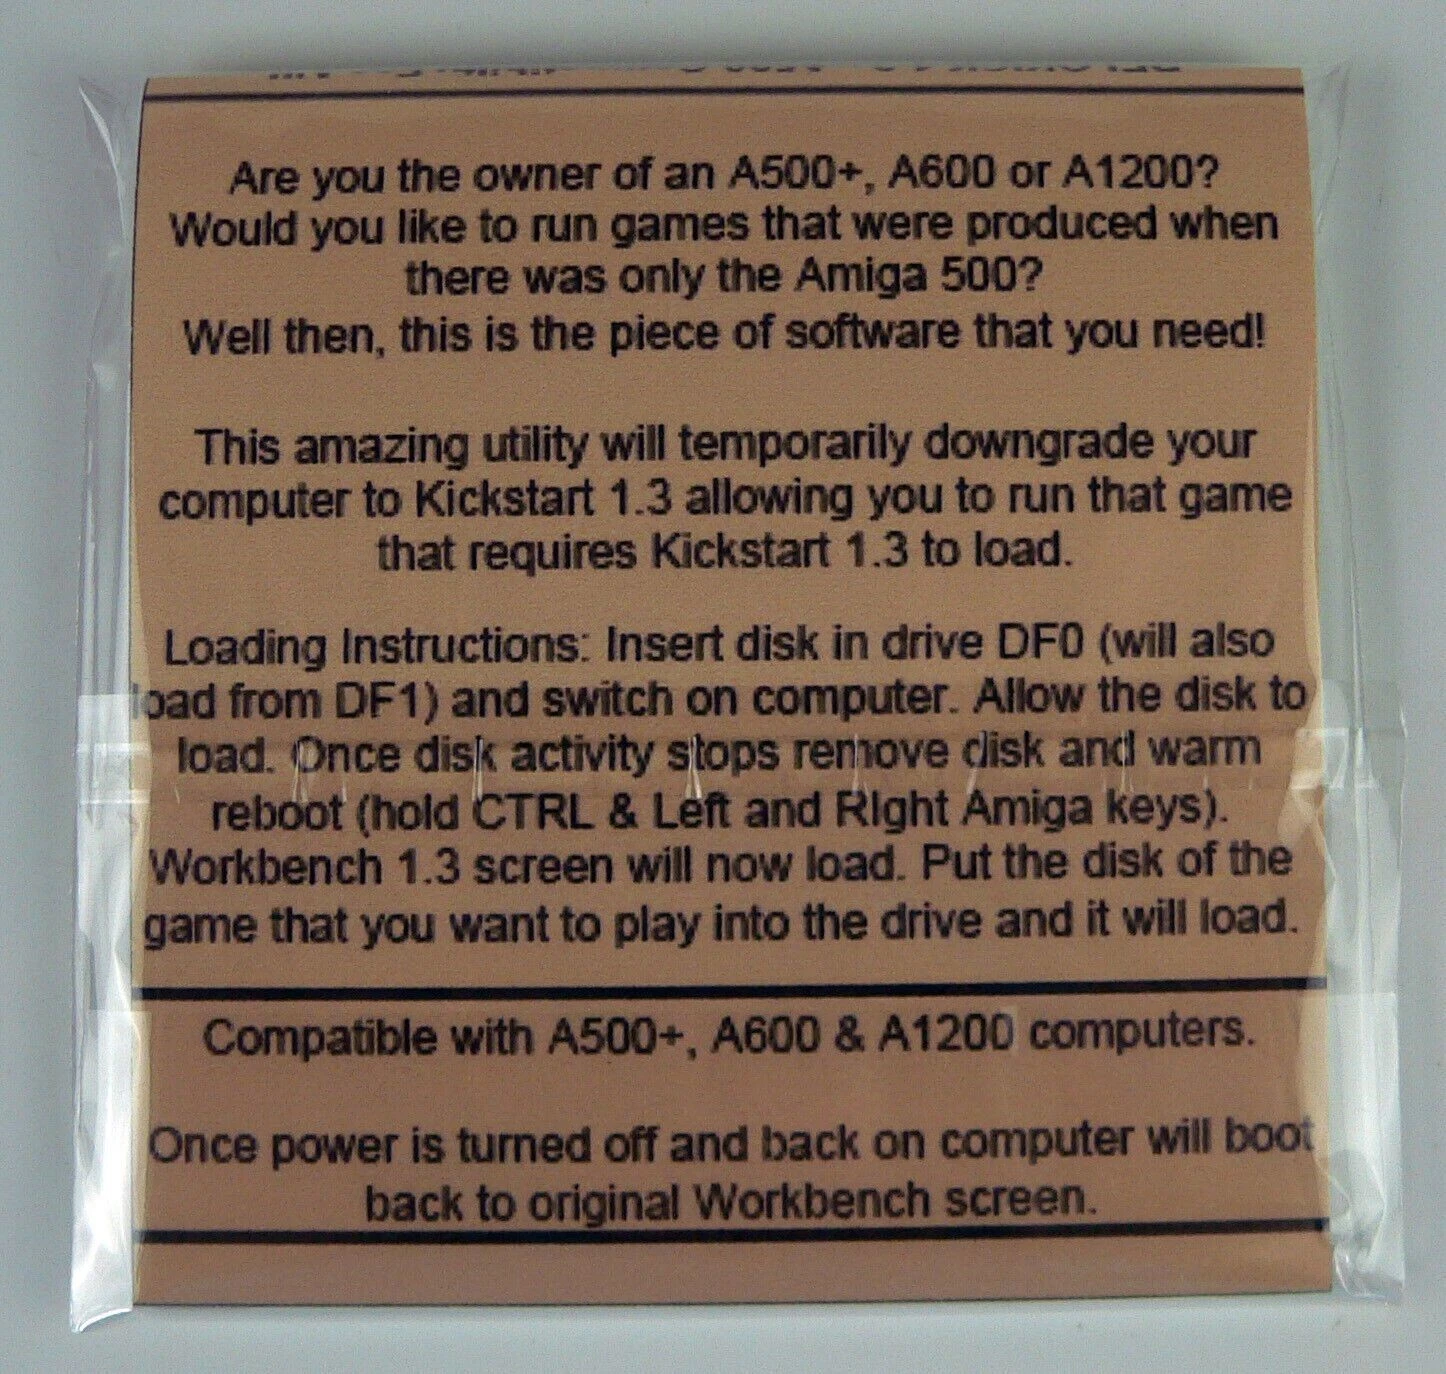 Are you the owner of an A500+, A600 or A1200?
Would you like to run games that were produced when
there was only the Amiga 500?
Well then, this is the piece of software that you need!
This amazing utility will temporarily downgrade your
computer to Kickstart 1.3 allowing you to run that game
that requires Kickstart 1.3 to load.
Loading Instructions: Insert disk in drive DF0 (will also
load from DF1) and switch on computer. Allow the disk to
load. Once disk activity stops remove disk and warm
reboot (hold CTRL & Left and RIght Amiga keys).
Workbench 1.3 screen will now load. Put the disk of the
game that you want to play into the drive and it will load.
Compatible with A500+, A600 & A1200 computers.
Once power is turned off and back on computer will boot
back to original Workbench screen.